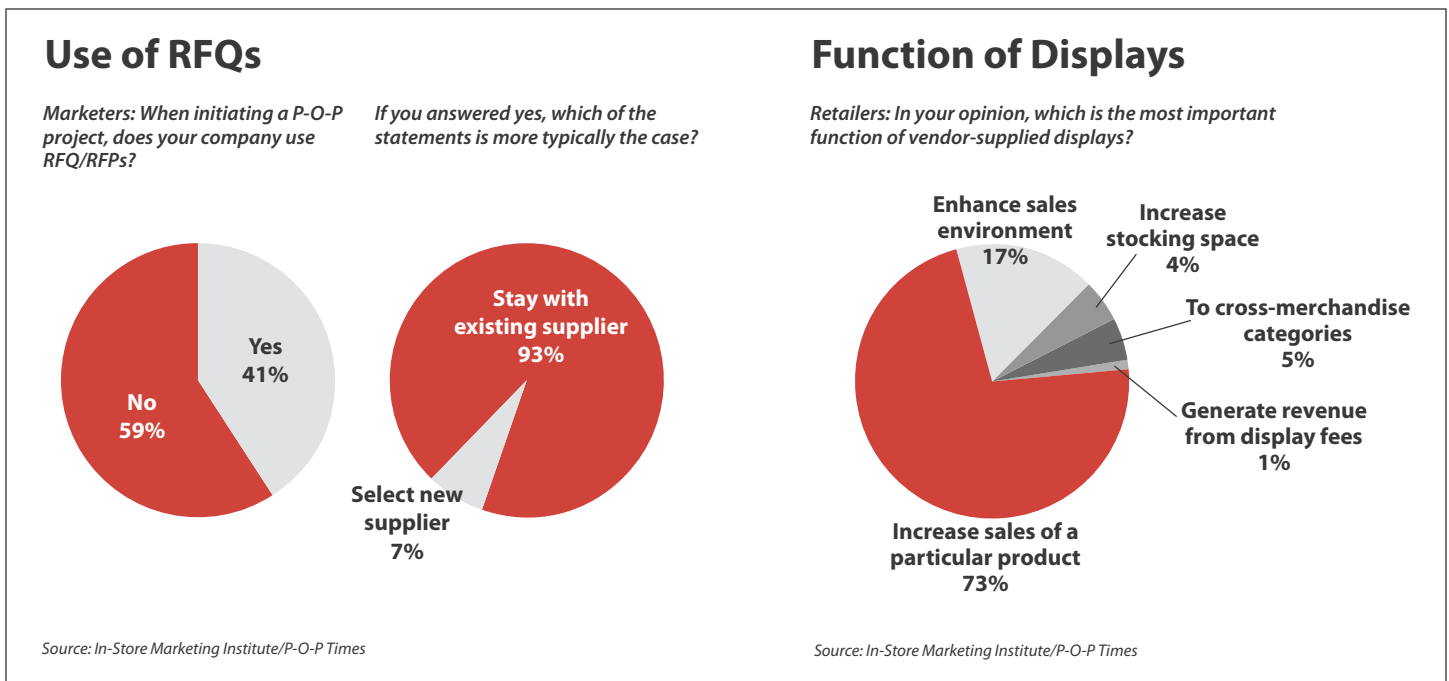 Use of RFQs
Marketers: When initiating a P-O-P
project, does your company use
RFQ/RFPs?
If you answered yes, which of the
statements is more typically the case?
Yes
41%
No
59%
Stay with
existing supplier
93%
Select new
supplier
7%
Source: In-Store Marketing Institute/P-O-P Times
Function of Displays
Retailers: In your opinion, which is the most important
function of vendor-supplied displays?
Enhance sales
environment
17%
Increase
stocking space
4%
To cross-merchandise
categories
5%
Generate revenue
from display fees
1%
Increase sales of a
particular product
73%
Source: In-Store Marketing Institute/P-O-P Times